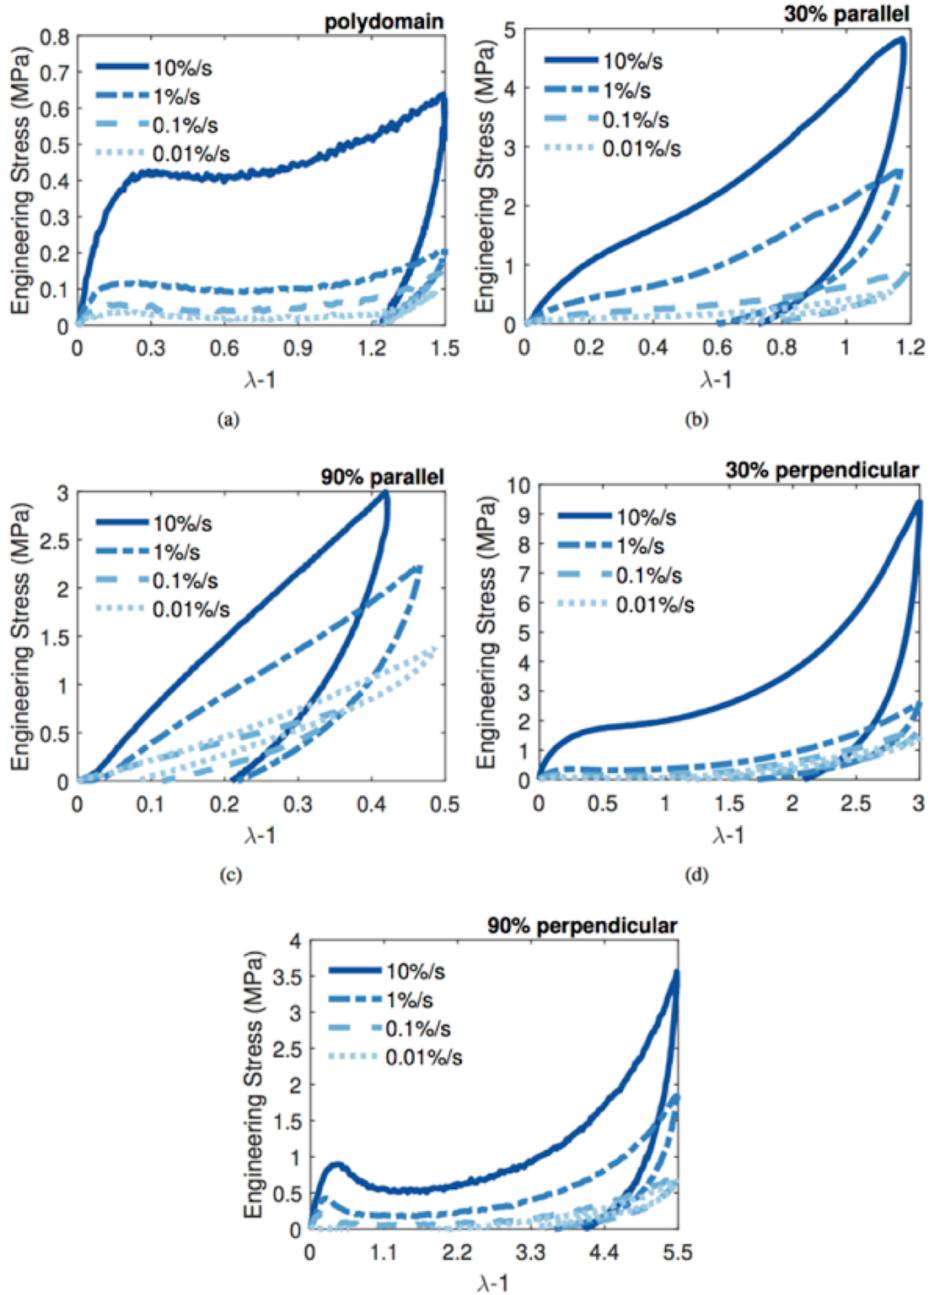 polydomain
Engineering Stress (MPa)
0.8
0.7
0.6
0.5
0.4
0.3
0.2
0.1
0
10%/s
1%/s
0.1%/s
0.01%/s
0
0.3
0.6
0.9
1.2
1.5
λ-1
(a)
30% parallel
Engineering Stress (MPa)
5
4
3
2
1
0
10%/s
1%/s
0.1%/s
0.01%/s
0
0.2
0.4
0.6
0.8
1
1.2
λ-1
(b)
90% parallel
Engineering Stress (MPa)
3
2.5
2
1.5
1
0.5
0
10%/s
1%/s
0.1%/s
0.01%/s
0
0.1
0.2
0.3
0.4
0.5
λ-1
(c)
30% perpendicular
Engineering Stress (MPa)
10
9
8
7
6
5
4
3
2
1
0
10%/s
1%/s
0.1%/s
0.01%/s
0
0.5
1
1.5
2
2.5
3
λ-1
(d)
90% perpendicular
Engineering Stress (MPa)
4
3.5
3
2.5
2
1.5
1
0.5
0
10%/s
1%/s
0.1%/s
0.01%/s
0
1.1
2.2
3.3
4.4
5.5
λ-1